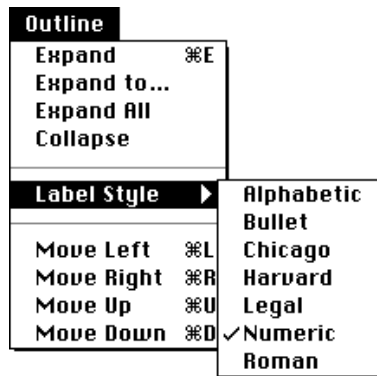 Outline
Expand ⌘E
Expand to...
Expand All
Collapse
Label Style ▶
Move Left ⌘L
Move Right ⌘R
Move Up ⌘U
Move Down ⌘D
Alphabetic
Bullet
Chicago
Harvard
Legal
✓Numeric
Roman